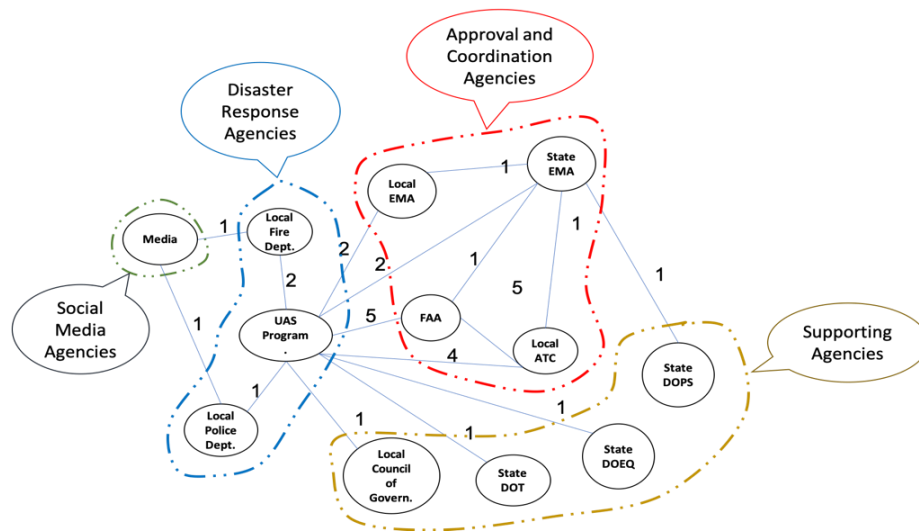 Approval and
Coordination
Agencies
Disaster
Response
Agencies
State
EMA
1
Local
EMA
1
Local
Fire
Dept.
1
Media
2
2
1
1
2
1
5
Social
Media
Agencies
UAS
Program
.
5
FAA
Local
ATC
Supporting
Agencies
1
4
State
DOPS
1
1
Local
Police
Dept.
1
1
State
DOEQ
Local
Council
of
Govern.
State
DOT